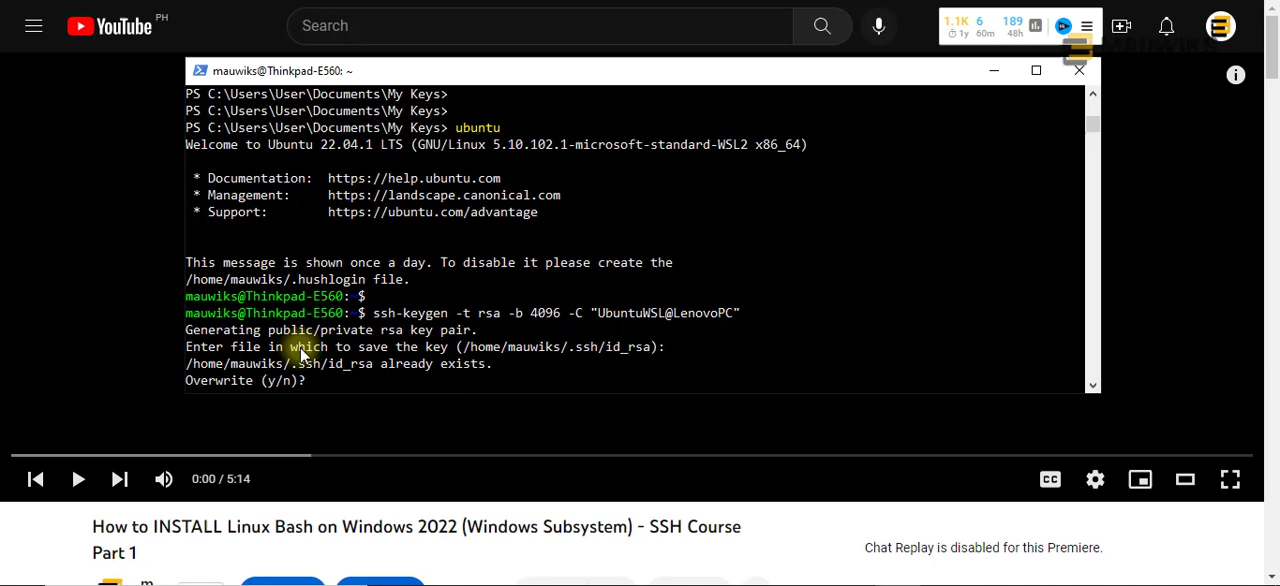 YouTube PH
Search
1.1K 6 189
1y 60m 48h
MAUWIKS
mauwiks@Thinkpad-E560: ~
PS C:\Users\User\Documents\My Keys>
PS C:\Users\User\Documents\My Keys>
PS C:\Users\User\Documents\My Keys> ubuntu
Welcome to Ubuntu 22.04.1 LTS (GNU/Linux 5.10.102.1-microsoft-standard-WSL2 x86_64)
* Documentation: https://help.ubuntu.com
* Management: https://landscape.canonical.com
* Support: https://ubuntu.com/advantage
This message is shown once a day. To disable it please create the
/home/mauwiks/.hushlogin file.
mauwiks@Thinkpad-E560:~$
mauwiks@Thinkpad-E560:~$ ssh-keygen -t rsa -b 4096 -C "UbuntuWSL@LenovoPC"
Generating public/private rsa key pair.
Enter file in which to save the key (/home/mauwiks/.ssh/id_rsa):
/home/mauwiks/.ssh/id_rsa already exists.
Overwrite (y/n)?
0:00 / 5:14
CC
How to INSTALL Linux Bash on Windows 2022 (Windows Subsystem) - SSH Course
Part 1
Chat Replay is disabled for this Premiere.